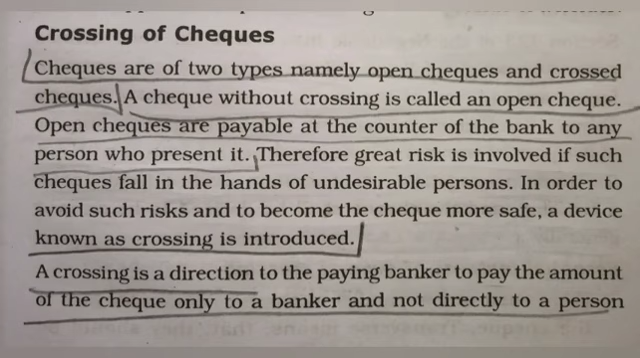 Crossing of Cheques
Cheques are of two types namely open cheques and crossed
cheques. A cheque without crossing is called an open cheque.
Open cheques are payable at the counter of the bank to any
person who present it. Therefore great risk is involved if such
cheques fall in the hands of undesirable persons. In order to
avoid such risks and to become the cheque more safe, a device
known as crossing is introduced.
A crossing is a direction to the paying banker to pay the amount
of the cheque only to a banker and not directly to a person